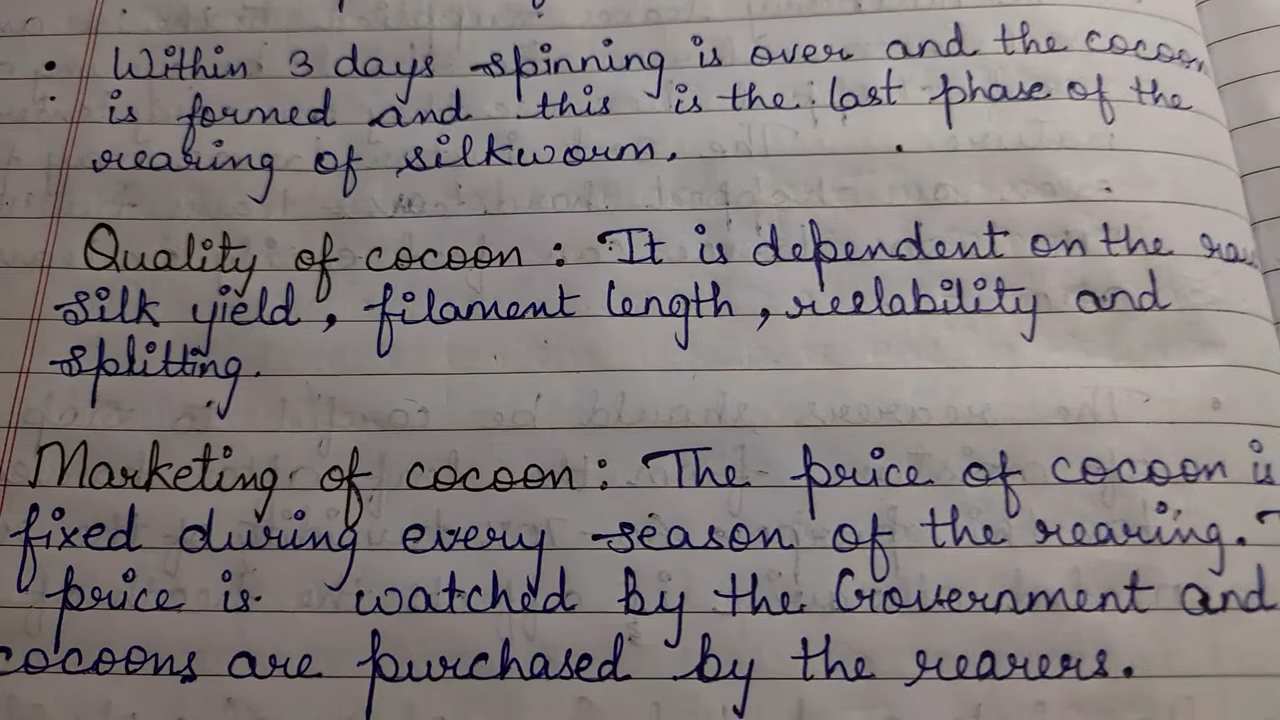 • Within 3 days spinning is over and the cocoon
is formed and this is the last phase of the
rearing of silkworm.
Quality of cocoon : It is dependent on the raw
silk yield, filament length, reelability and
splitting.
Marketing of cocoon : The price of cocoon is
fixed during every season of the rearing.
price is watched by the Government and
cocoons are purchased by the rearers.